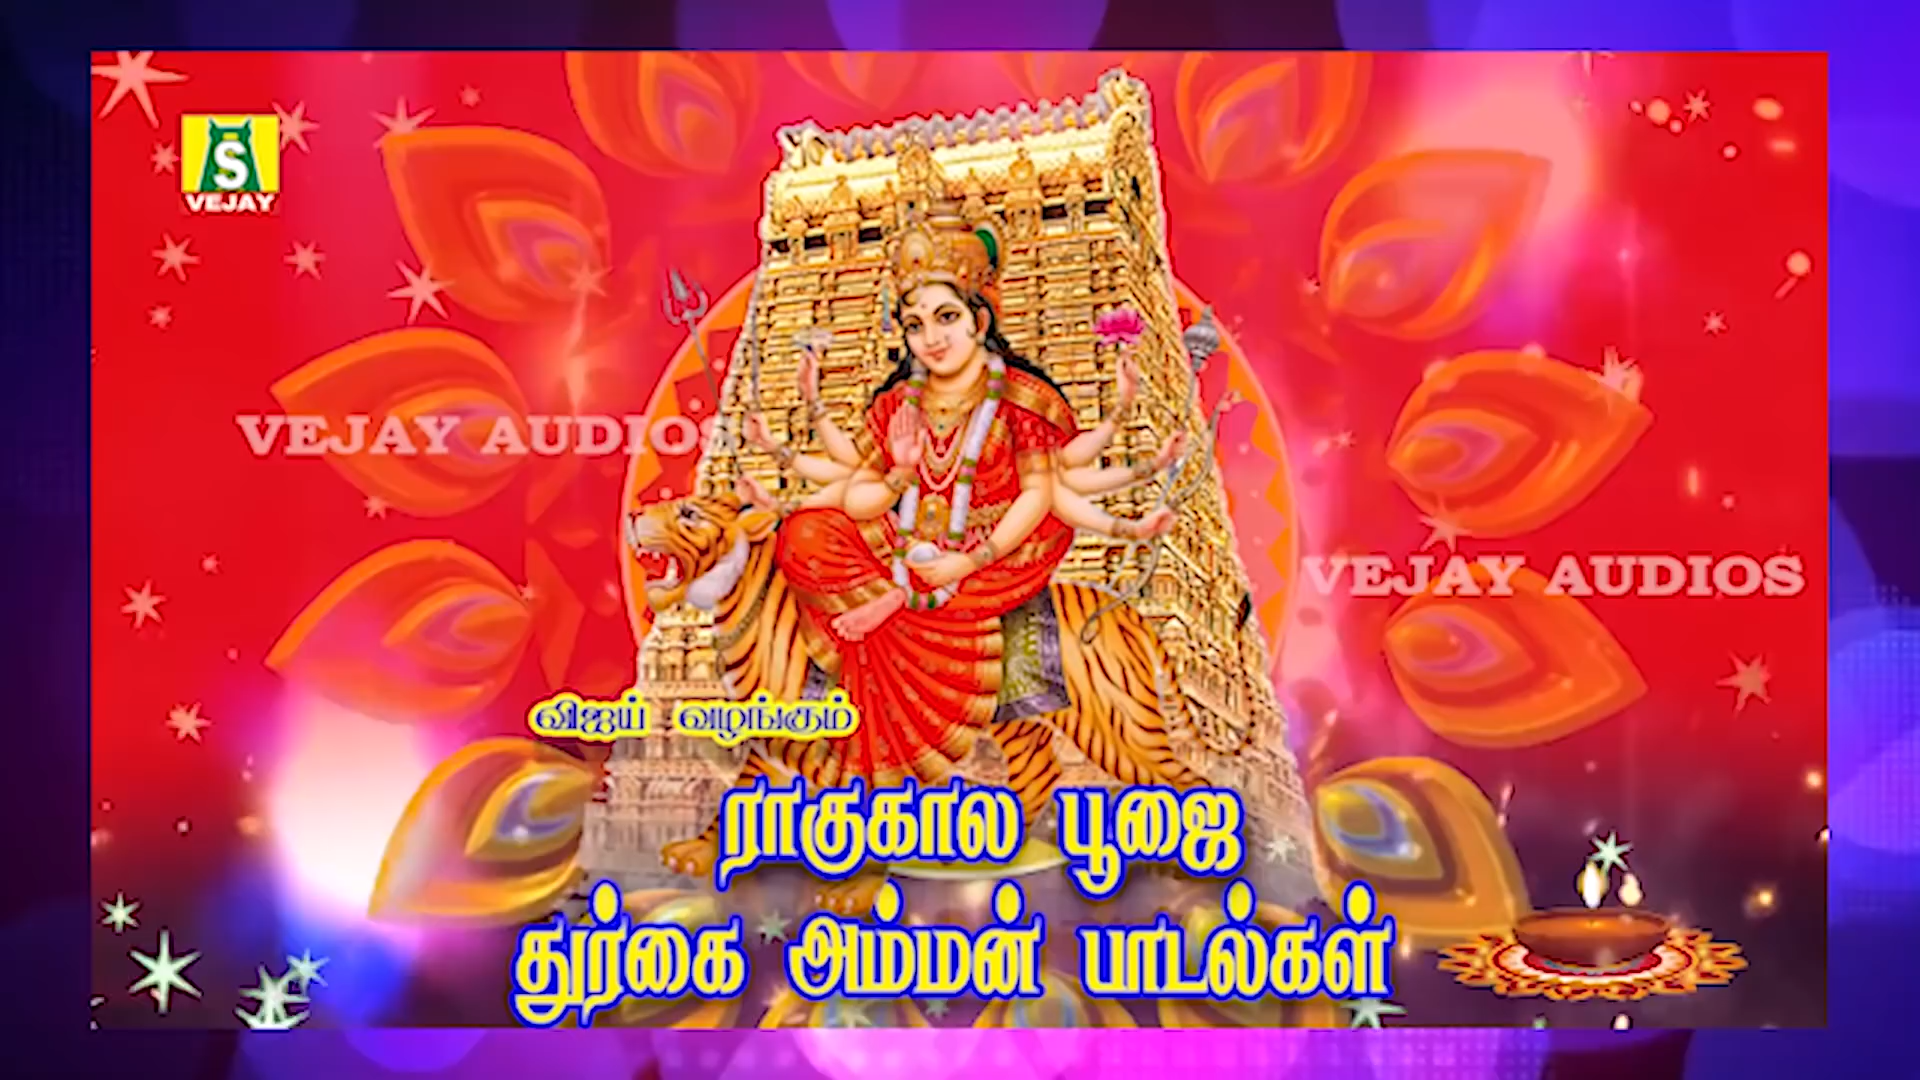 S
VEJAY
VEJAY AUDIOS
VEJAY AUDIOS
விஜய் வழங்கும்
ராகுகால பூஜை
துர்கை அம்மன் பாடல்கள்